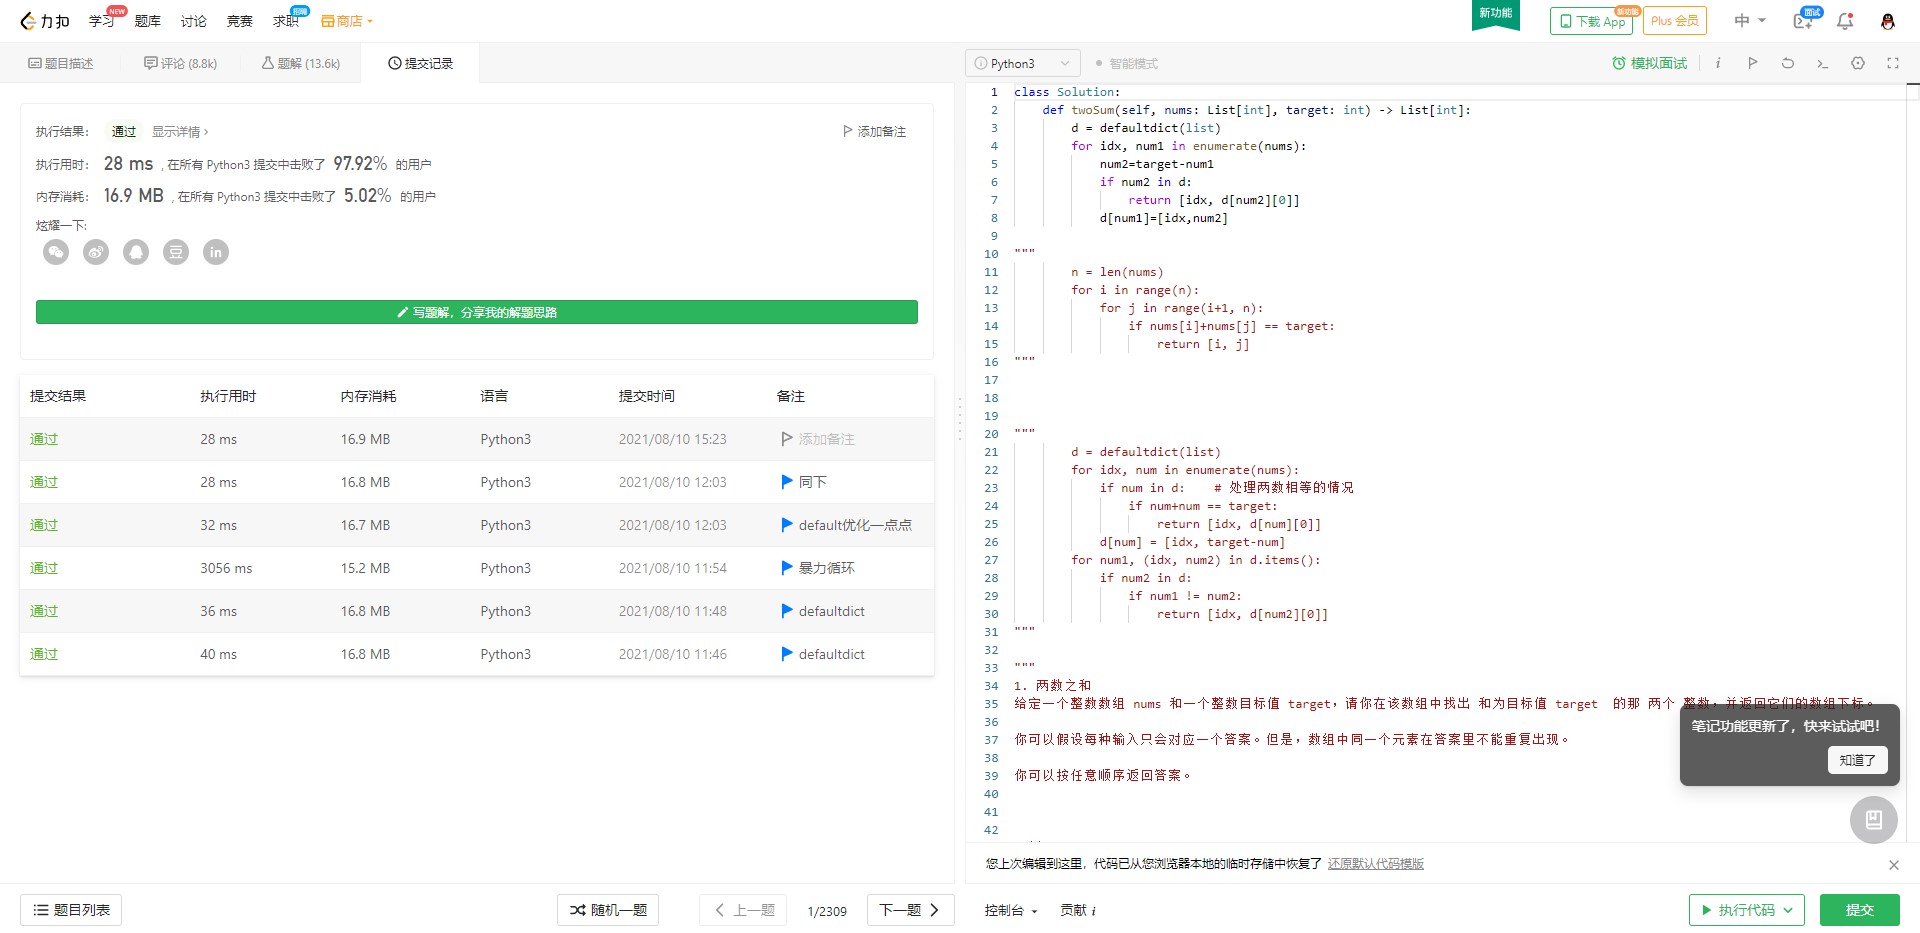 力扣 学习 NEW 题库 讨论 竞赛 求职 招聘 商店 新功能 下载 App 新功能 Plus 会员 中 面试
题目描述 评论 (8.8k) 题解 (13.6k) 提交记录 i Python3 智能模式 模拟面试 i
执行结果： 通过 显示详情 › 添加备注
执行用时： 28 ms , 在所有 Python3 提交中击败了 97.92% 的用户
内存消耗： 16.9 MB , 在所有 Python3 提交中击败了 5.02% 的用户
炫耀一下:
豆 in
写题解，分享我的解题思路
提交结果 执行用时 内存消耗 语言 提交时间 备注
通过 28 ms 16.9 MB Python3 2021/08/10 15:23 添加备注
通过 28 ms 16.8 MB Python3 2021/08/10 12:03 同下
通过 32 ms 16.7 MB Python3 2021/08/10 12:03 default优化一点点
通过 3056 ms 15.2 MB Python3 2021/08/10 11:54 暴力循环
通过 36 ms 16.8 MB Python3 2021/08/10 11:48 defaultdict
通过 40 ms 16.8 MB Python3 2021/08/10 11:46 defaultdict
1 class Solution:
2 def twoSum(self, nums: List[int], target: int) -> List[int]:
3 d = defaultdict(list)
4 for idx, num1 in enumerate(nums):
5 num2=target-num1
6 if num2 in d:
7 return [idx, d[num2][0]]
8 d[num1]=[idx,num2]
9
10 """
11 n = len(nums)
12 for i in range(n):
13 for j in range(i+1, n):
14 if nums[i]+nums[j] == target:
15 return [i, j]
16 """
17
18
19
20 """
21 d = defaultdict(list)
22 for idx, num in enumerate(nums):
23 if num in d: # 处理两数相等的情况
24 if num+num == target:
25 return [idx, d[num][0]]
26 d[num] = [idx, target-num]
27 for num1, (idx, num2) in d.items():
28 if num2 in d:
29 if num1 != num2:
30 return [idx, d[num2][0]]
31 """
32
33 """
34 1. 两数之和
35 给定一个整数数组 nums 和一个整数目标值 target，请你在该数组中找出 和为目标值 target 的那 两个 整数，并返回它们的数组下标。
36
37 你可以假设每种输入只会对应一个答案。但是，数组中同一个元素在答案里不能重复出现。
38
39 你可以按任意顺序返回答案。
40
41
42
笔记功能更新了，快来试试吧！
知道了
您上次编辑到这里，代码已从您浏览器本地的临时存储中恢复了 还原默认代码模版
题目列表 随机一题 上一题 1/2309 下一题 控制台 贡献 i 执行代码 提交